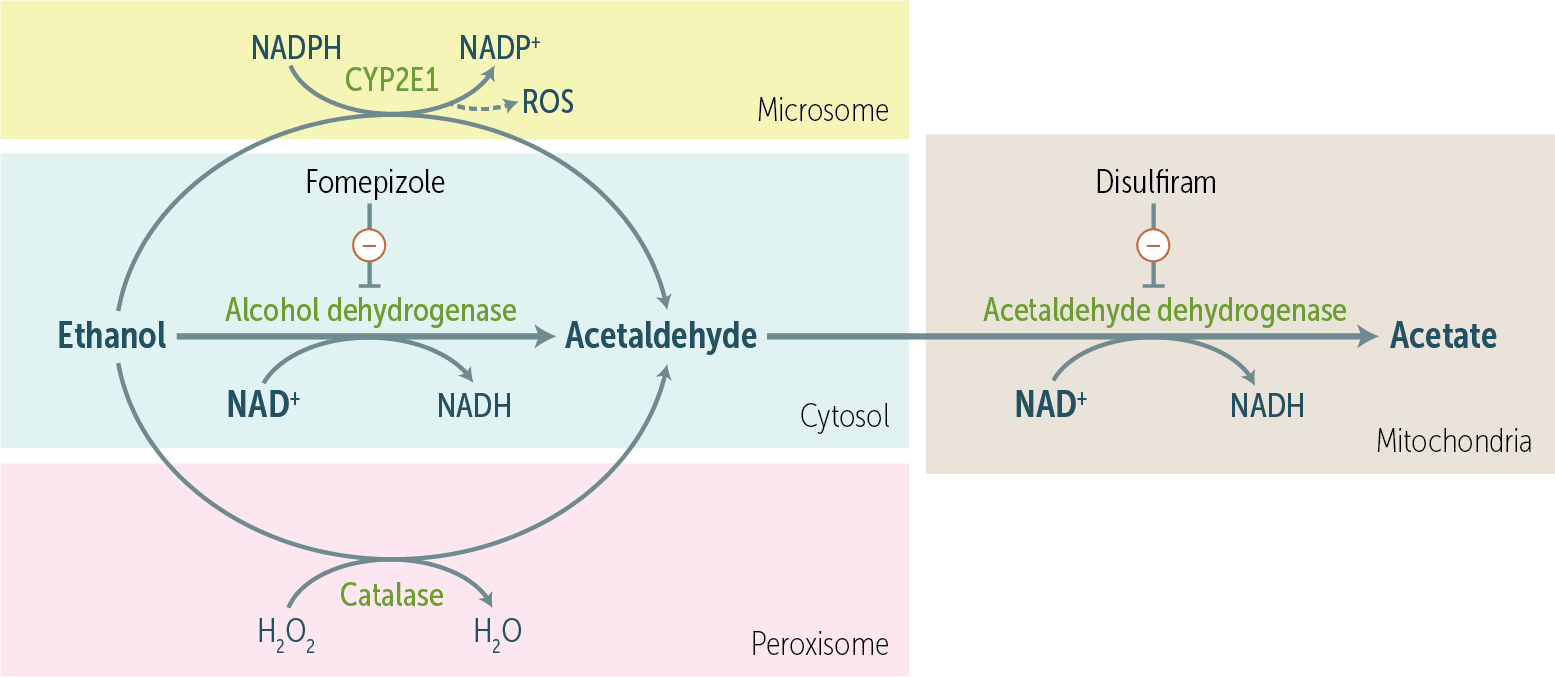 NADPH
NADP⁺
CYP2E1
ROS
Microsome
Fomepizole
Disulfiram
−
−
Alcohol dehydrogenase
Acetaldehyde dehydrogenase
Ethanol
Acetaldehyde
Acetate
NAD⁺
NADH
NAD⁺
NADH
Cytosol
Mitochondria
Catalase
H₂O₂
H₂O
Peroxisome